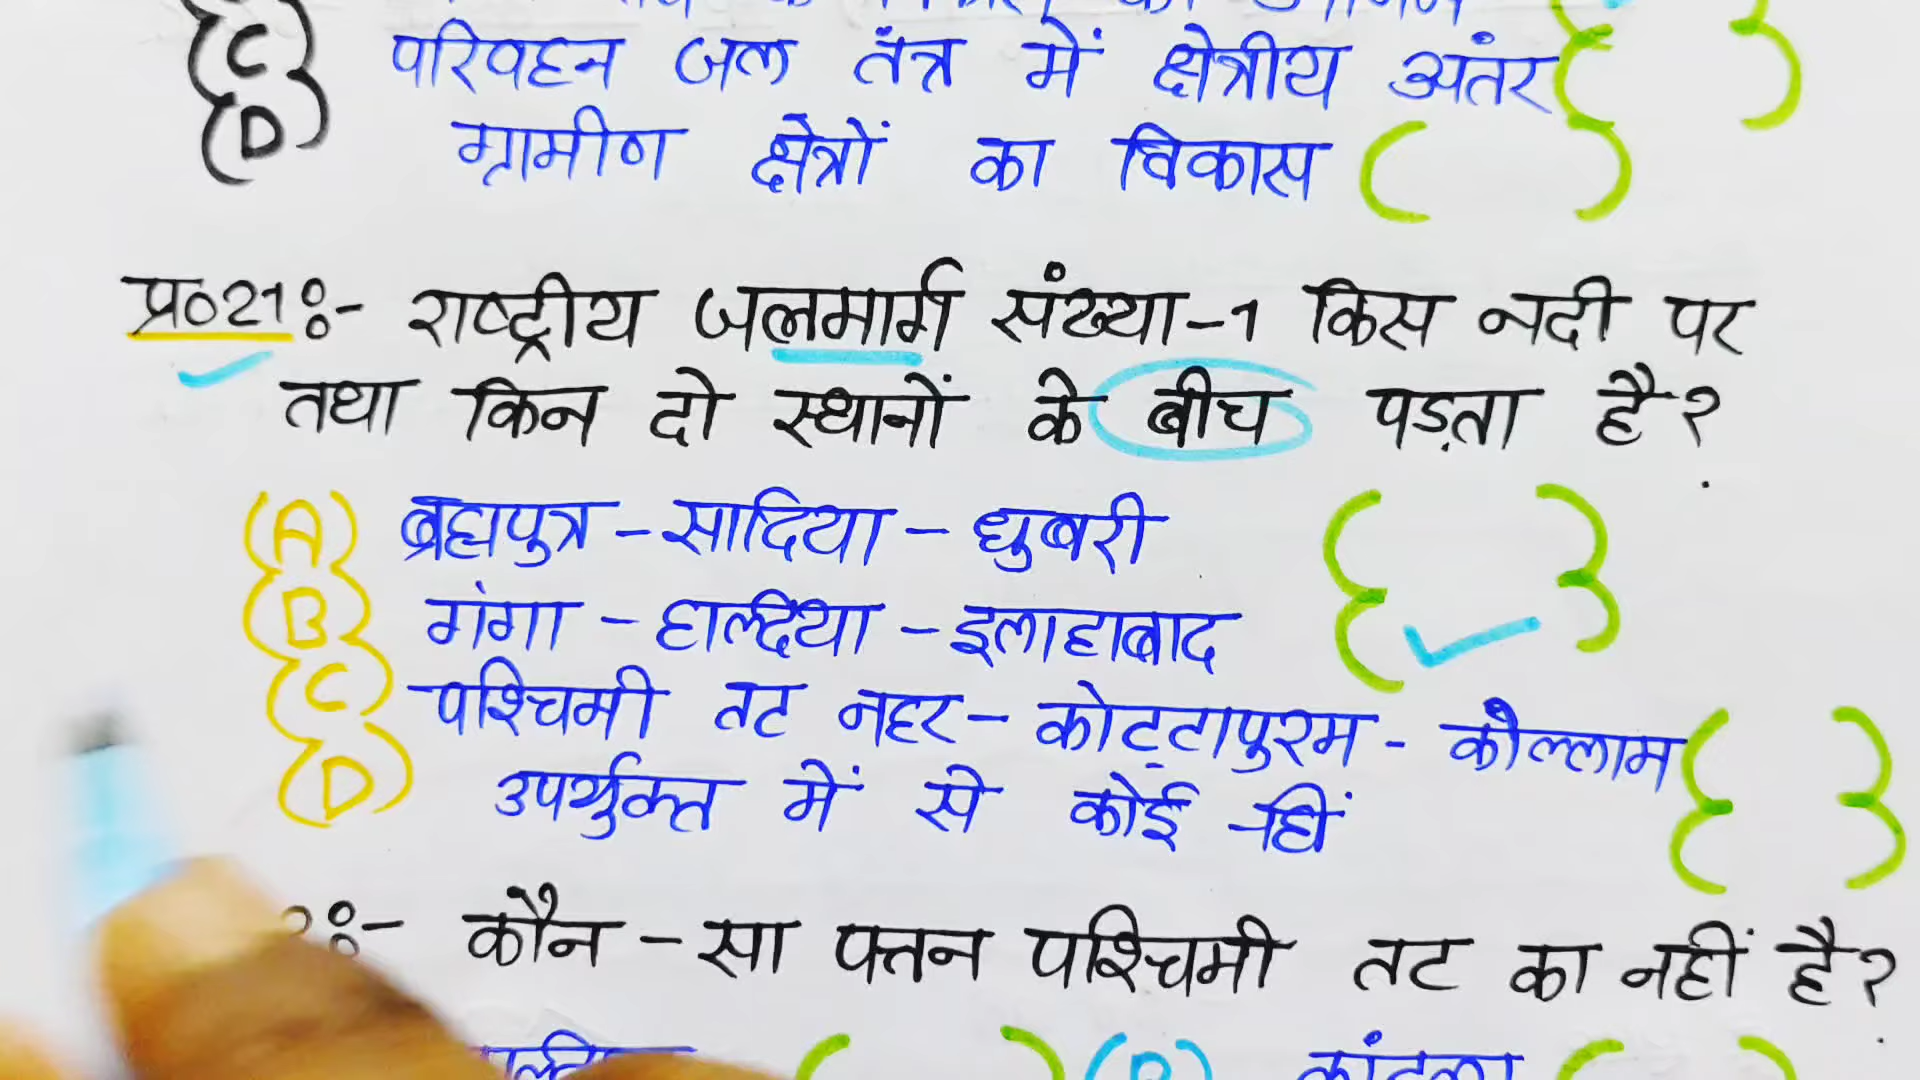 (C) परिवहन जल तंत्र में क्षेत्रीय अंतर
(D) ग्रामीण क्षेत्रों का विकास
प्र०21ः- राष्ट्रीय जलमार्ग संख्या-1 किस नदी पर
तथा किन दो स्थानों के बीच पड़ता है?
(A) ब्रह्मपुत्र - सादिया - धुबरी
(B) गंगा - हाल्दिया - इलाहाबाद
(C) पश्चिमी तट नहर - कोट्टापुरम - कोल्लाम
(D) उपर्युक्त में से कोई नहीं
ः- कौन - सा पत्तन पश्चिमी तट का नहीं है?
(B) कांदला